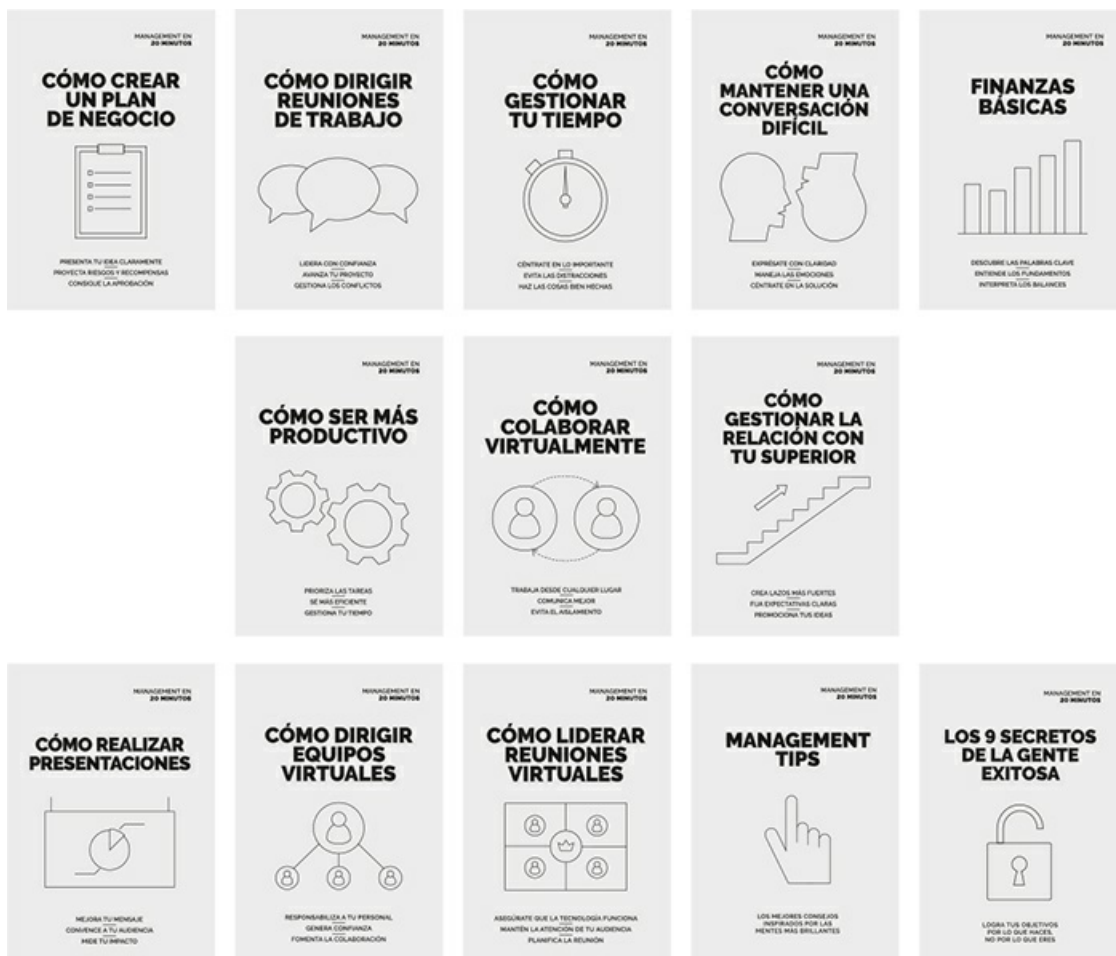 MANAGEMENT EN
20 MINUTOS
CÓMO CREAR
UN PLAN
DE NEGOCIO
PRESENTA TU IDEA CLARAMENTE
PROYECTA RIESGOS Y RECOMPENSAS
CONSIGUE LA APROBACIÓN
MANAGEMENT EN
20 MINUTOS
CÓMO DIRIGIR
REUNIONES
DE TRABAJO
LIDERA CON CONFIANZA
AVANZA TU PROYECTO
GESTIONA LOS CONFLICTOS
MANAGEMENT EN
20 MINUTOS
CÓMO
GESTIONAR
TU TIEMPO
CÉNTRATE EN LO IMPORTANTE
EVITA LAS DISTRACCIONES
HAZ LAS COSAS BIEN HECHAS
MANAGEMENT EN
20 MINUTOS
CÓMO
MANTENER UNA
CONVERSACIÓN
DIFÍCIL
EXPRÉSATE CON CLARIDAD
MANEJA LAS EMOCIONES
CÉNTRATE EN LA SOLUCIÓN
MANAGEMENT EN
20 MINUTOS
FINANZAS
BÁSICAS
DESCUBRE LAS PALABRAS CLAVE
ENTIENDE LOS FUNDAMENTOS
INTERPRETA LOS BALANCES
MANAGEMENT EN
20 MINUTOS
CÓMO SER MÁS
PRODUCTIVO
PRIORIZA LAS TAREAS
SÉ MÁS EFICIENTE
GESTIONA TU TIEMPO
MANAGEMENT EN
20 MINUTOS
CÓMO
COLABORAR
VIRTUALMENTE
TRABAJA DESDE CUALQUIER LUGAR
COMUNICA MEJOR
EVITA EL AISLAMIENTO
MANAGEMENT EN
20 MINUTOS
CÓMO
GESTIONAR LA
RELACIÓN CON
TU SUPERIOR
CREA LAZOS MÁS FUERTES
FIJA EXPECTATIVAS CLARAS
PROMOCIONA TUS IDEAS
MANAGEMENT EN
20 MINUTOS
CÓMO REALIZAR
PRESENTACIONES
MEJORA TU MENSAJE
CONVENCE A TU AUDIENCIA
MIDE TU IMPACTO
MANAGEMENT EN
20 MINUTOS
CÓMO DIRIGIR
EQUIPOS
VIRTUALES
RESPONSABILIZA A TU PERSONAL
GENERA CONFIANZA
FOMENTA LA COLABORACIÓN
MANAGEMENT EN
20 MINUTOS
CÓMO LIDERAR
REUNIONES
VIRTUALES
ASEGÚRATE QUE LA TECNOLOGÍA FUNCIONA
MANTÉN LA ATENCIÓN DE TU AUDIENCIA
PLANIFICA LA REUNIÓN
MANAGEMENT EN
20 MINUTOS
MANAGEMENT
TIPS
LOS MEJORES CONSEJOS
INSPIRADOS POR LAS
MENTES MÁS BRILLANTES
MANAGEMENT EN
20 MINUTOS
LOS 9 SECRETOS
DE LA GENTE
EXITOSA
LOGRA TUS OBJETIVOS
POR LO QUE HACES,
NO POR LO QUE ERES